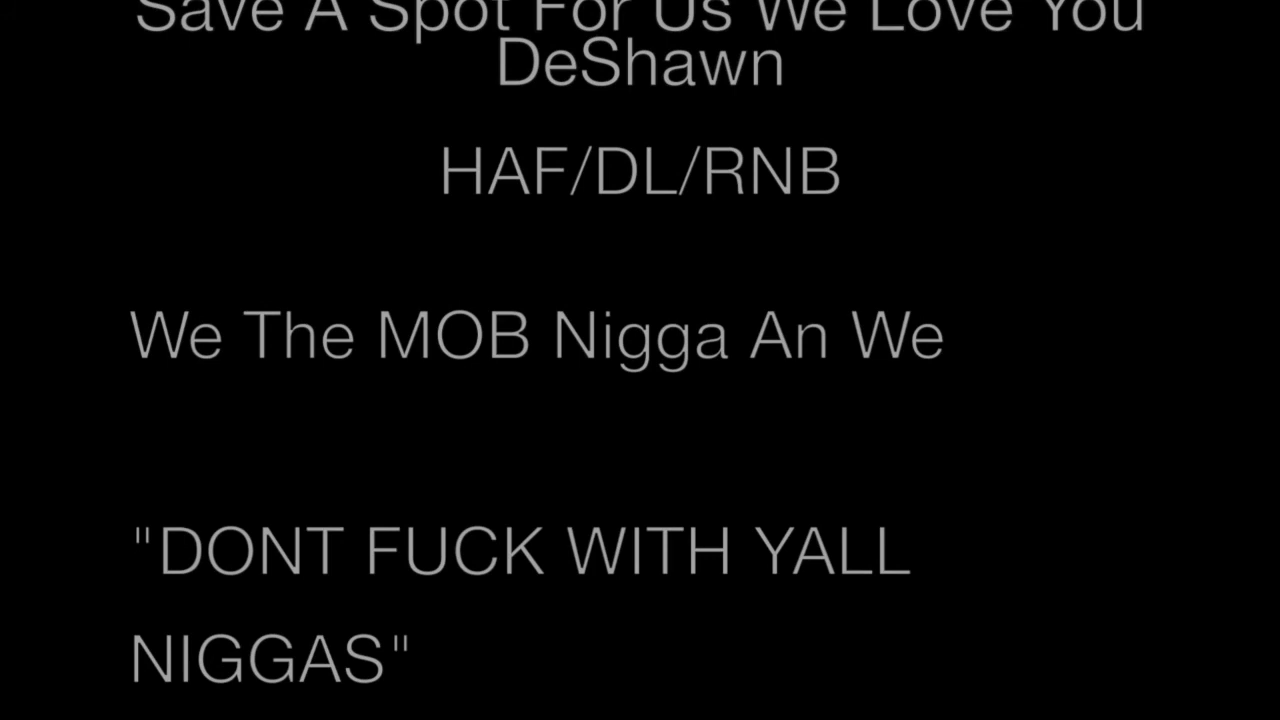 Save A Spot For Us We Love You
DeShawn
HAF/DL/RNB
We The MOB Nigga An We
"DONT FUCK WITH YALL
NIGGAS"